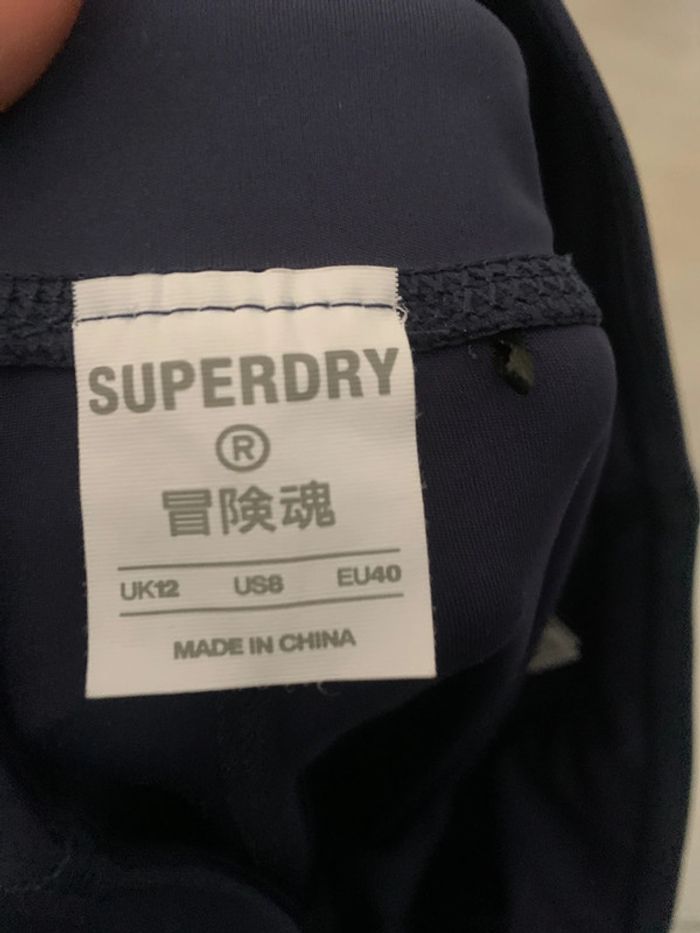 SUPERDRY
®
冒険魂
UK12 US8 EU40
MADE IN CHINA